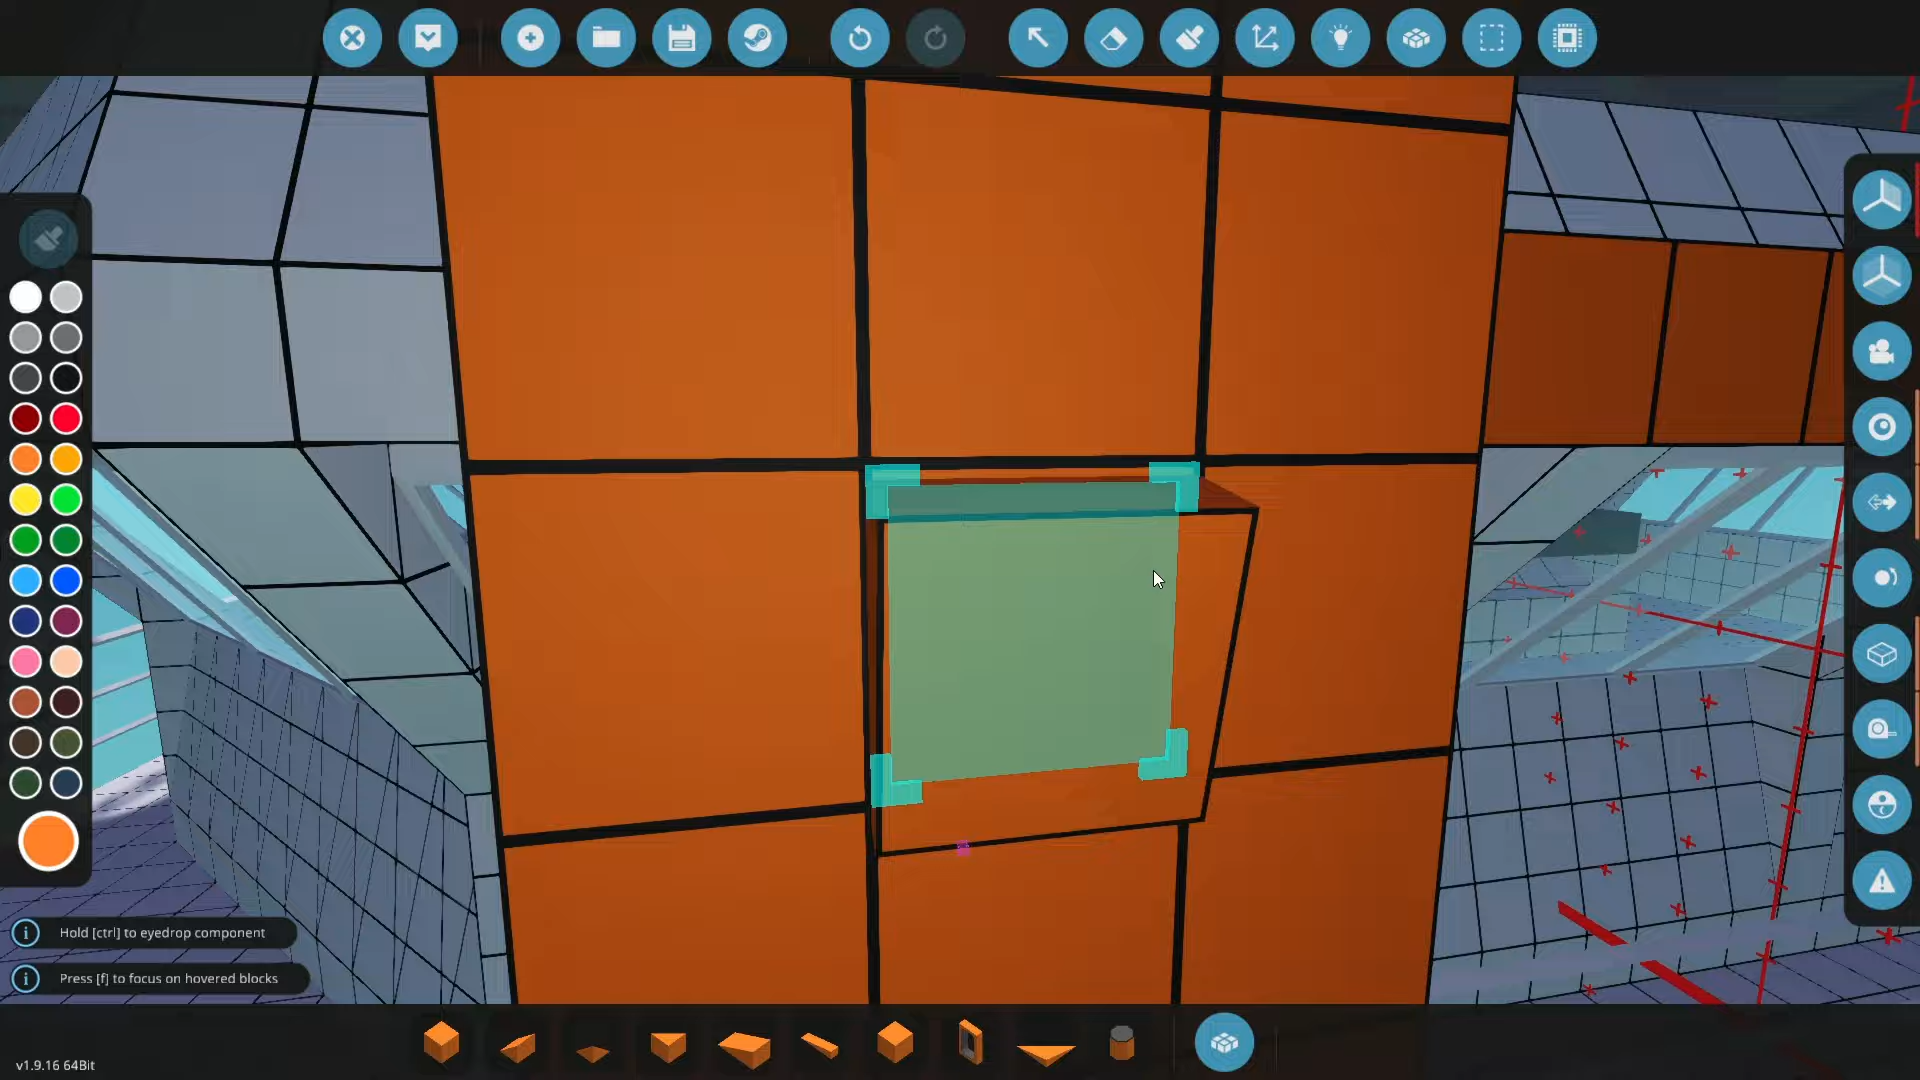 Hold [ctrl] to eyedrop component
Press [f] to focus on hovered blocks
v1.9.16 64Bit